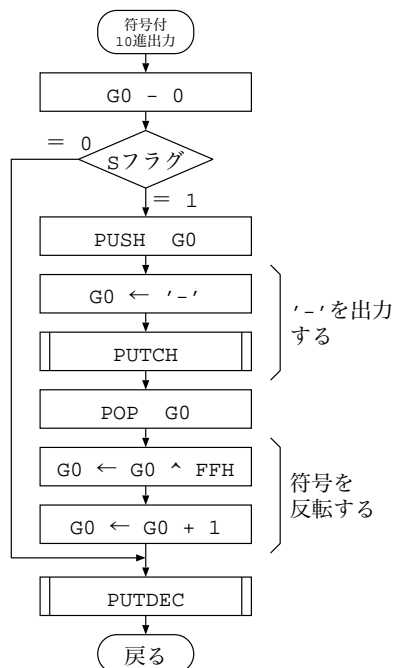 符号付
10進出力
G0 - 0
= 0
Sフラグ
= 1
PUSH G0
G0 ← '-'
PUTCH
'-'を出力
する
POP G0
G0 ← G0 ^ FFH
G0 ← G0 + 1
符号を
反転する
PUTDEC
戻る